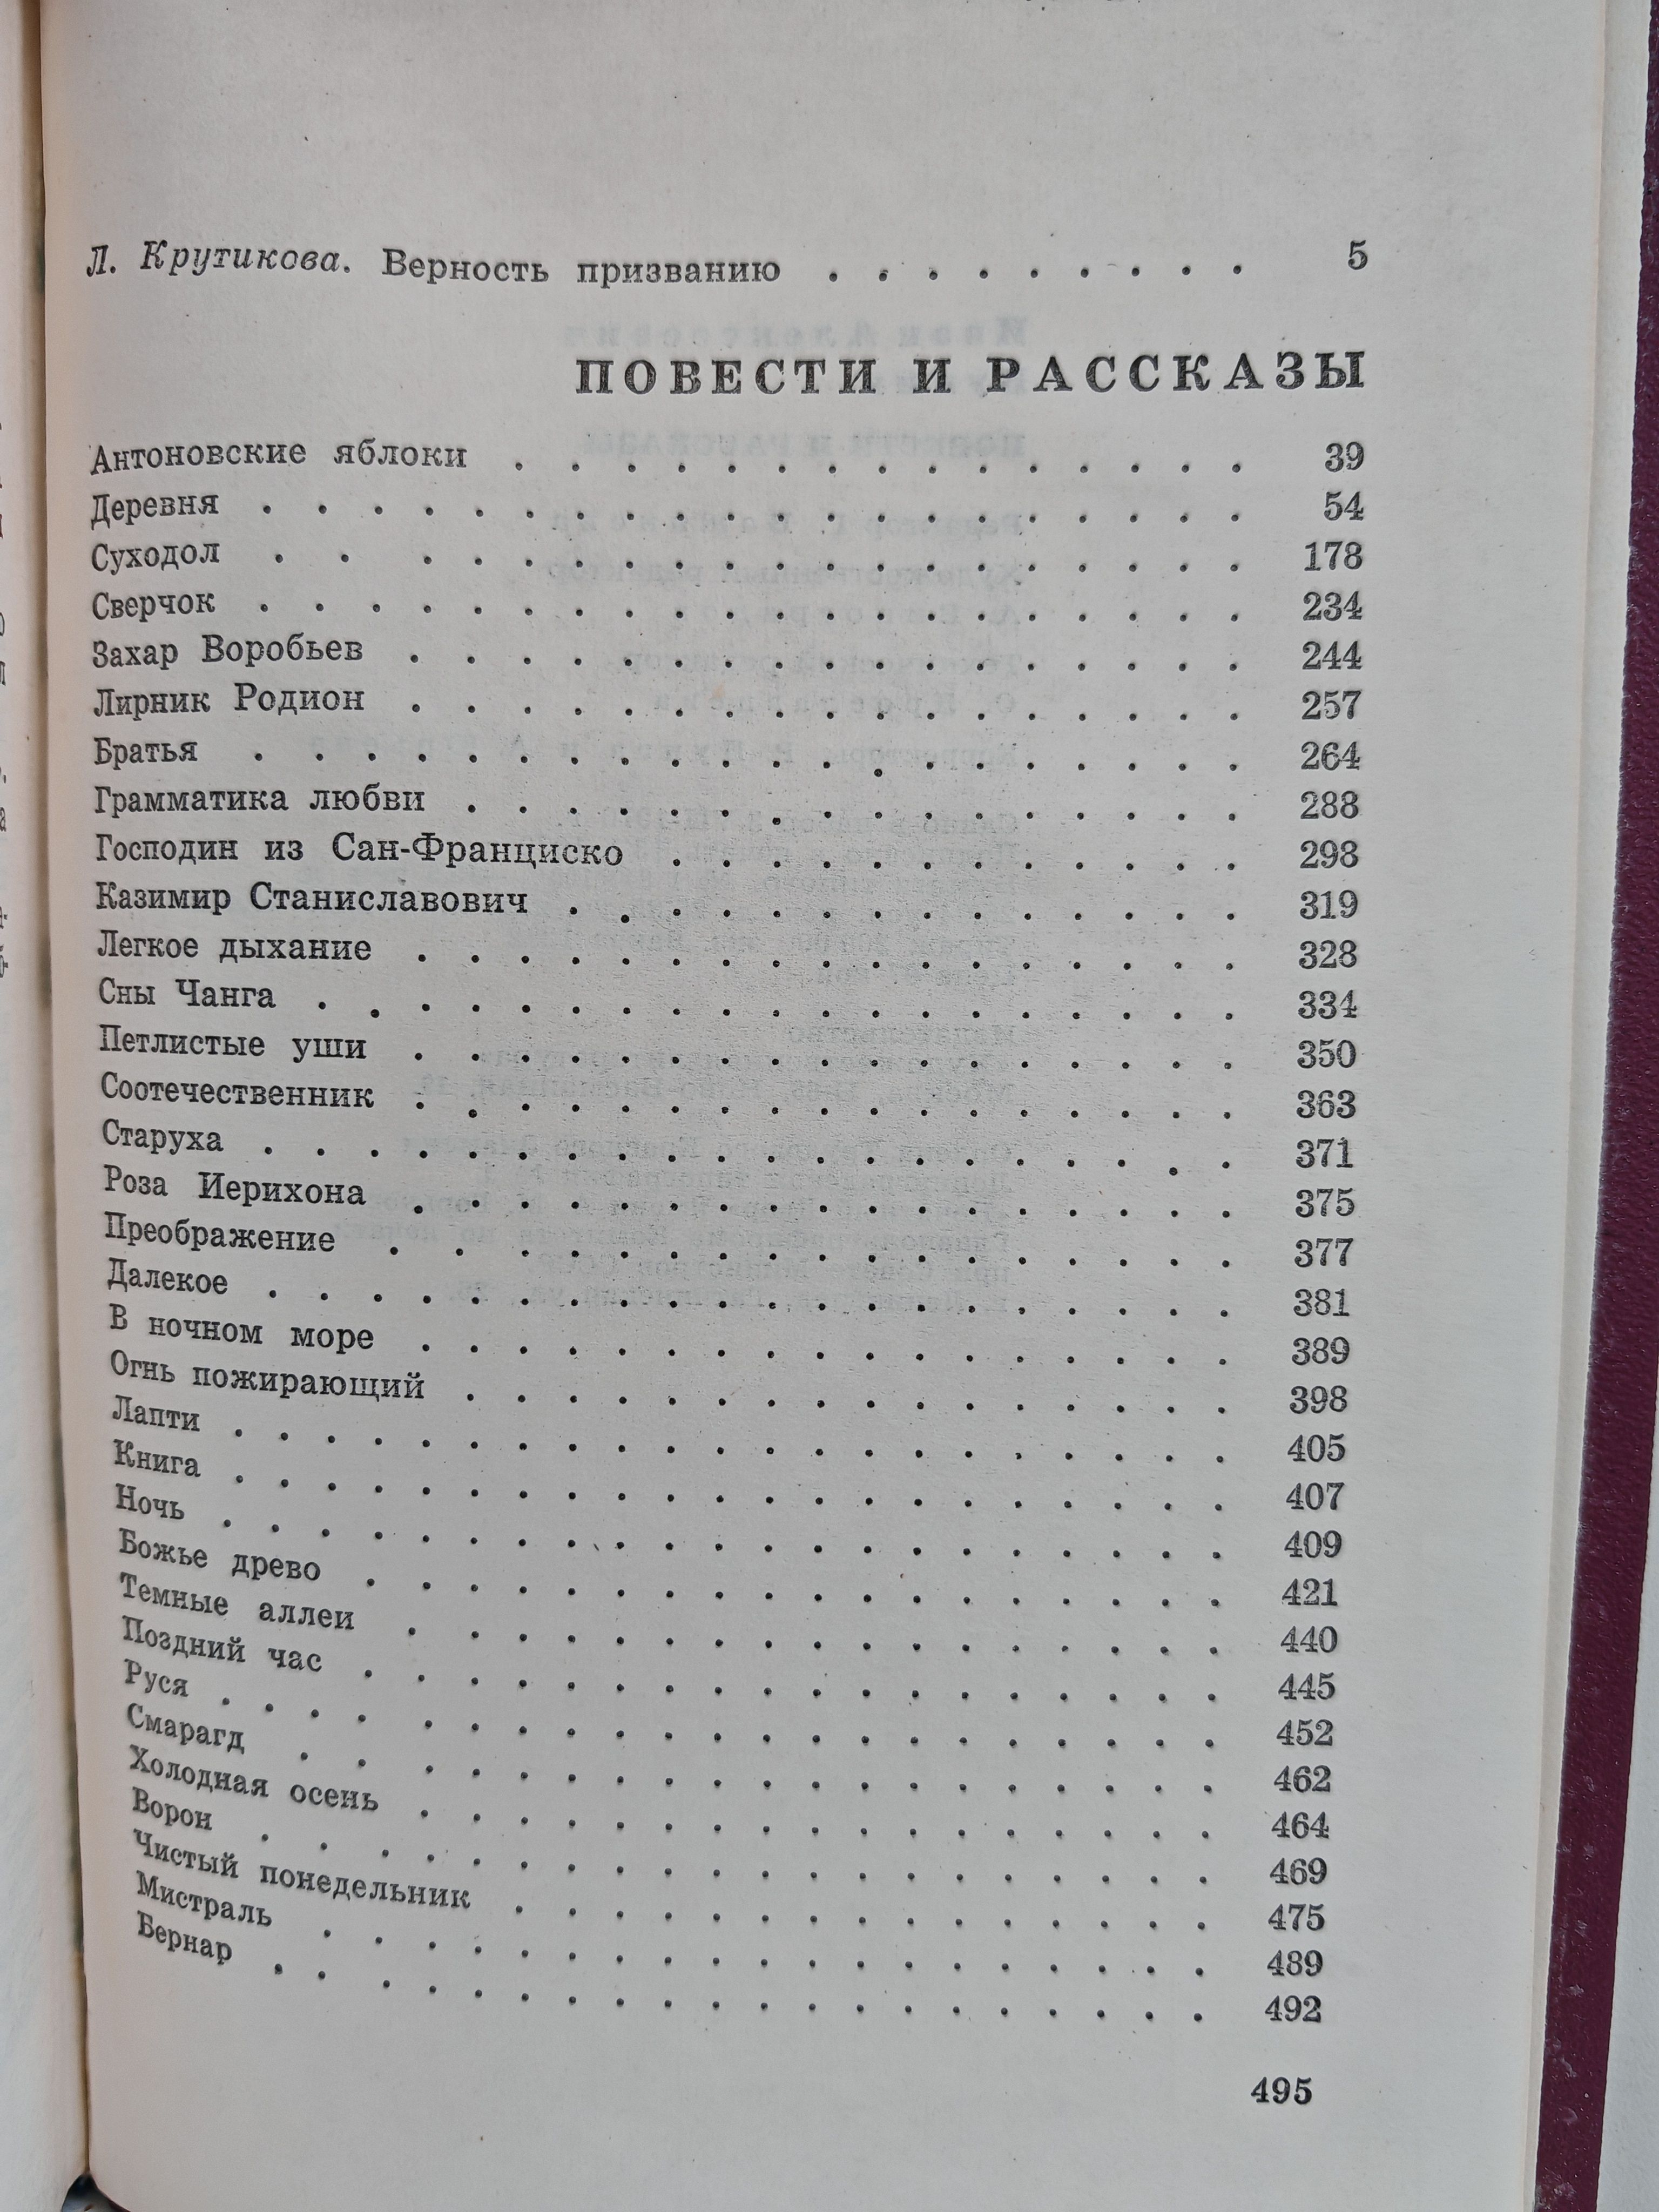 Л. Крутикова. Верность призванию . . . . . . . . . 5
ПОВЕСТИ И РАССКАЗЫ
Антоновские яблоки . . . . . . . . . . . . . . 39
Деревня . . . . . . . . . . . . . . . . . . . 54
Суходол . . . . . . . . . . . . . . . . . . . 178
Сверчок . . . . . . . . . . . . . . . . . . . 234
Захар Воробьев . . . . . . . . . . . . . . . . 244
Лирник Родион . . . . . . . . . . . . . . . . 257
Братья . . . . . . . . . . . . . . . . . . . 264
Грамматика любви . . . . . . . . . . . . . . . 288
Господин из Сан-Франциско . . . . . . . . . . . 298
Казимир Станиславович . . . . . . . . . . . . . 319
Легкое дыхание . . . . . . . . . . . . . . . . 328
Сны Чанга . . . . . . . . . . . . . . . . . . 334
Петлистые уши . . . . . . . . . . . . . . . . 350
Соотечественник . . . . . . . . . . . . . . . . 363
Старуха . . . . . . . . . . . . . . . . . . . 371
Роза Иерихона . . . . . . . . . . . . . . . . 375
Преображение . . . . . . . . . . . . . . . . 377
Далекое . . . . . . . . . . . . . . . . . . . 381
В ночном море . . . . . . . . . . . . . . . . 389
Огнь пожирающий . . . . . . . . . . . . . . . 398
Лапти . . . . . . . . . . . . . . . . . . . . 405
Книга . . . . . . . . . . . . . . . . . . . . 407
Ночь . . . . . . . . . . . . . . . . . . . . 409
Божье древо . . . . . . . . . . . . . . . . . 421
Темные аллеи . . . . . . . . . . . . . . . . 440
Поздний час . . . . . . . . . . . . . . . . . 445
Руся . . . . . . . . . . . . . . . . . . . . 452
Смарагд . . . . . . . . . . . . . . . . . . . 462
Холодная осень . . . . . . . . . . . . . . . . 464
Ворон . . . . . . . . . . . . . . . . . . . . 469
Чистый понедельник . . . . . . . . . . . . . . 475
Мистраль . . . . . . . . . . . . . . . . . . 489
Бернар . . . . . . . . . . . . . . . . . . . 492
495